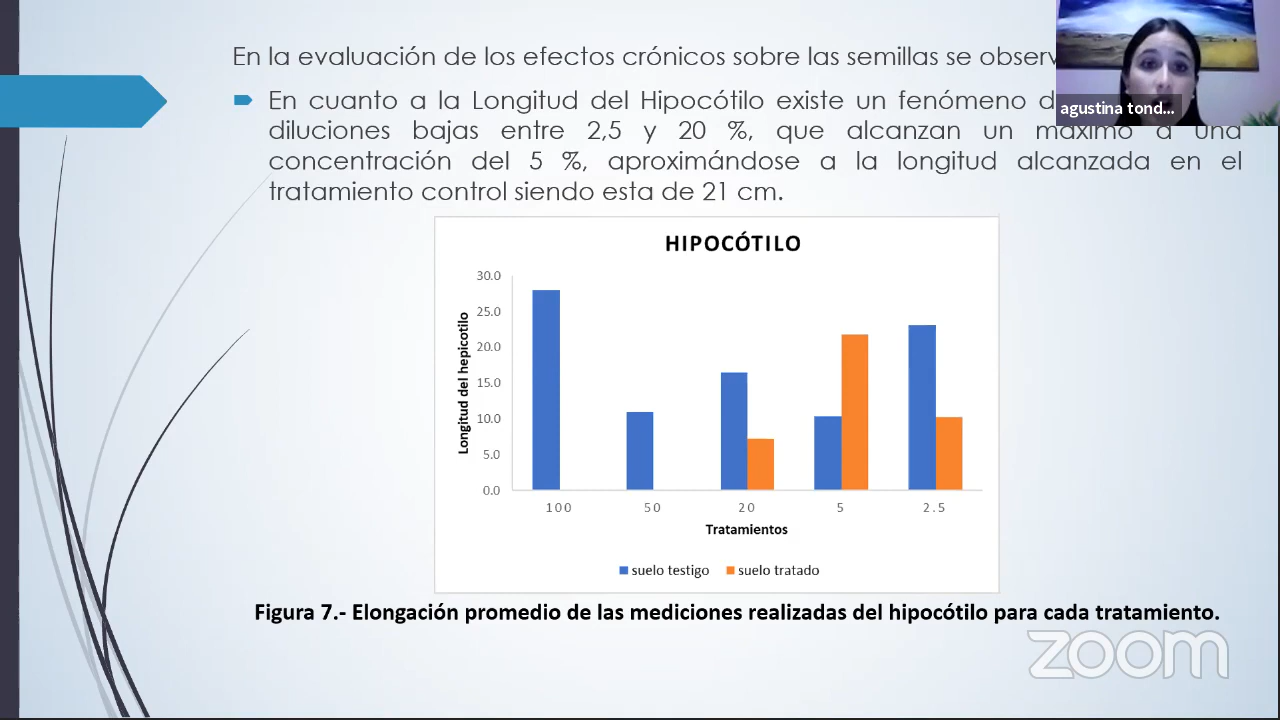 En la evaluación de los efectos crónicos sobre las semillas se
En cuanto a la Longitud del Hipocótilo existe un fenómeno
diluciones bajas entre 2,5 y 20 %, que alcanzan un máximo a una
concentración del 5 %, aproximándose a la longitud alcanzada en el
tratamiento control siendo esta de 21 cm.
agustina tond...
HIPOCÓTILO
Longitud del hepicotilo
30.0
25.0
20.0
15.0
10.0
5.0
0.0
100 50 20 5 2.5
Tratamientos
suelo testigo suelo tratado
Figura 7.- Elongación promedio de las mediciones realizadas del hipocótilo para cada tratamiento.
zoom